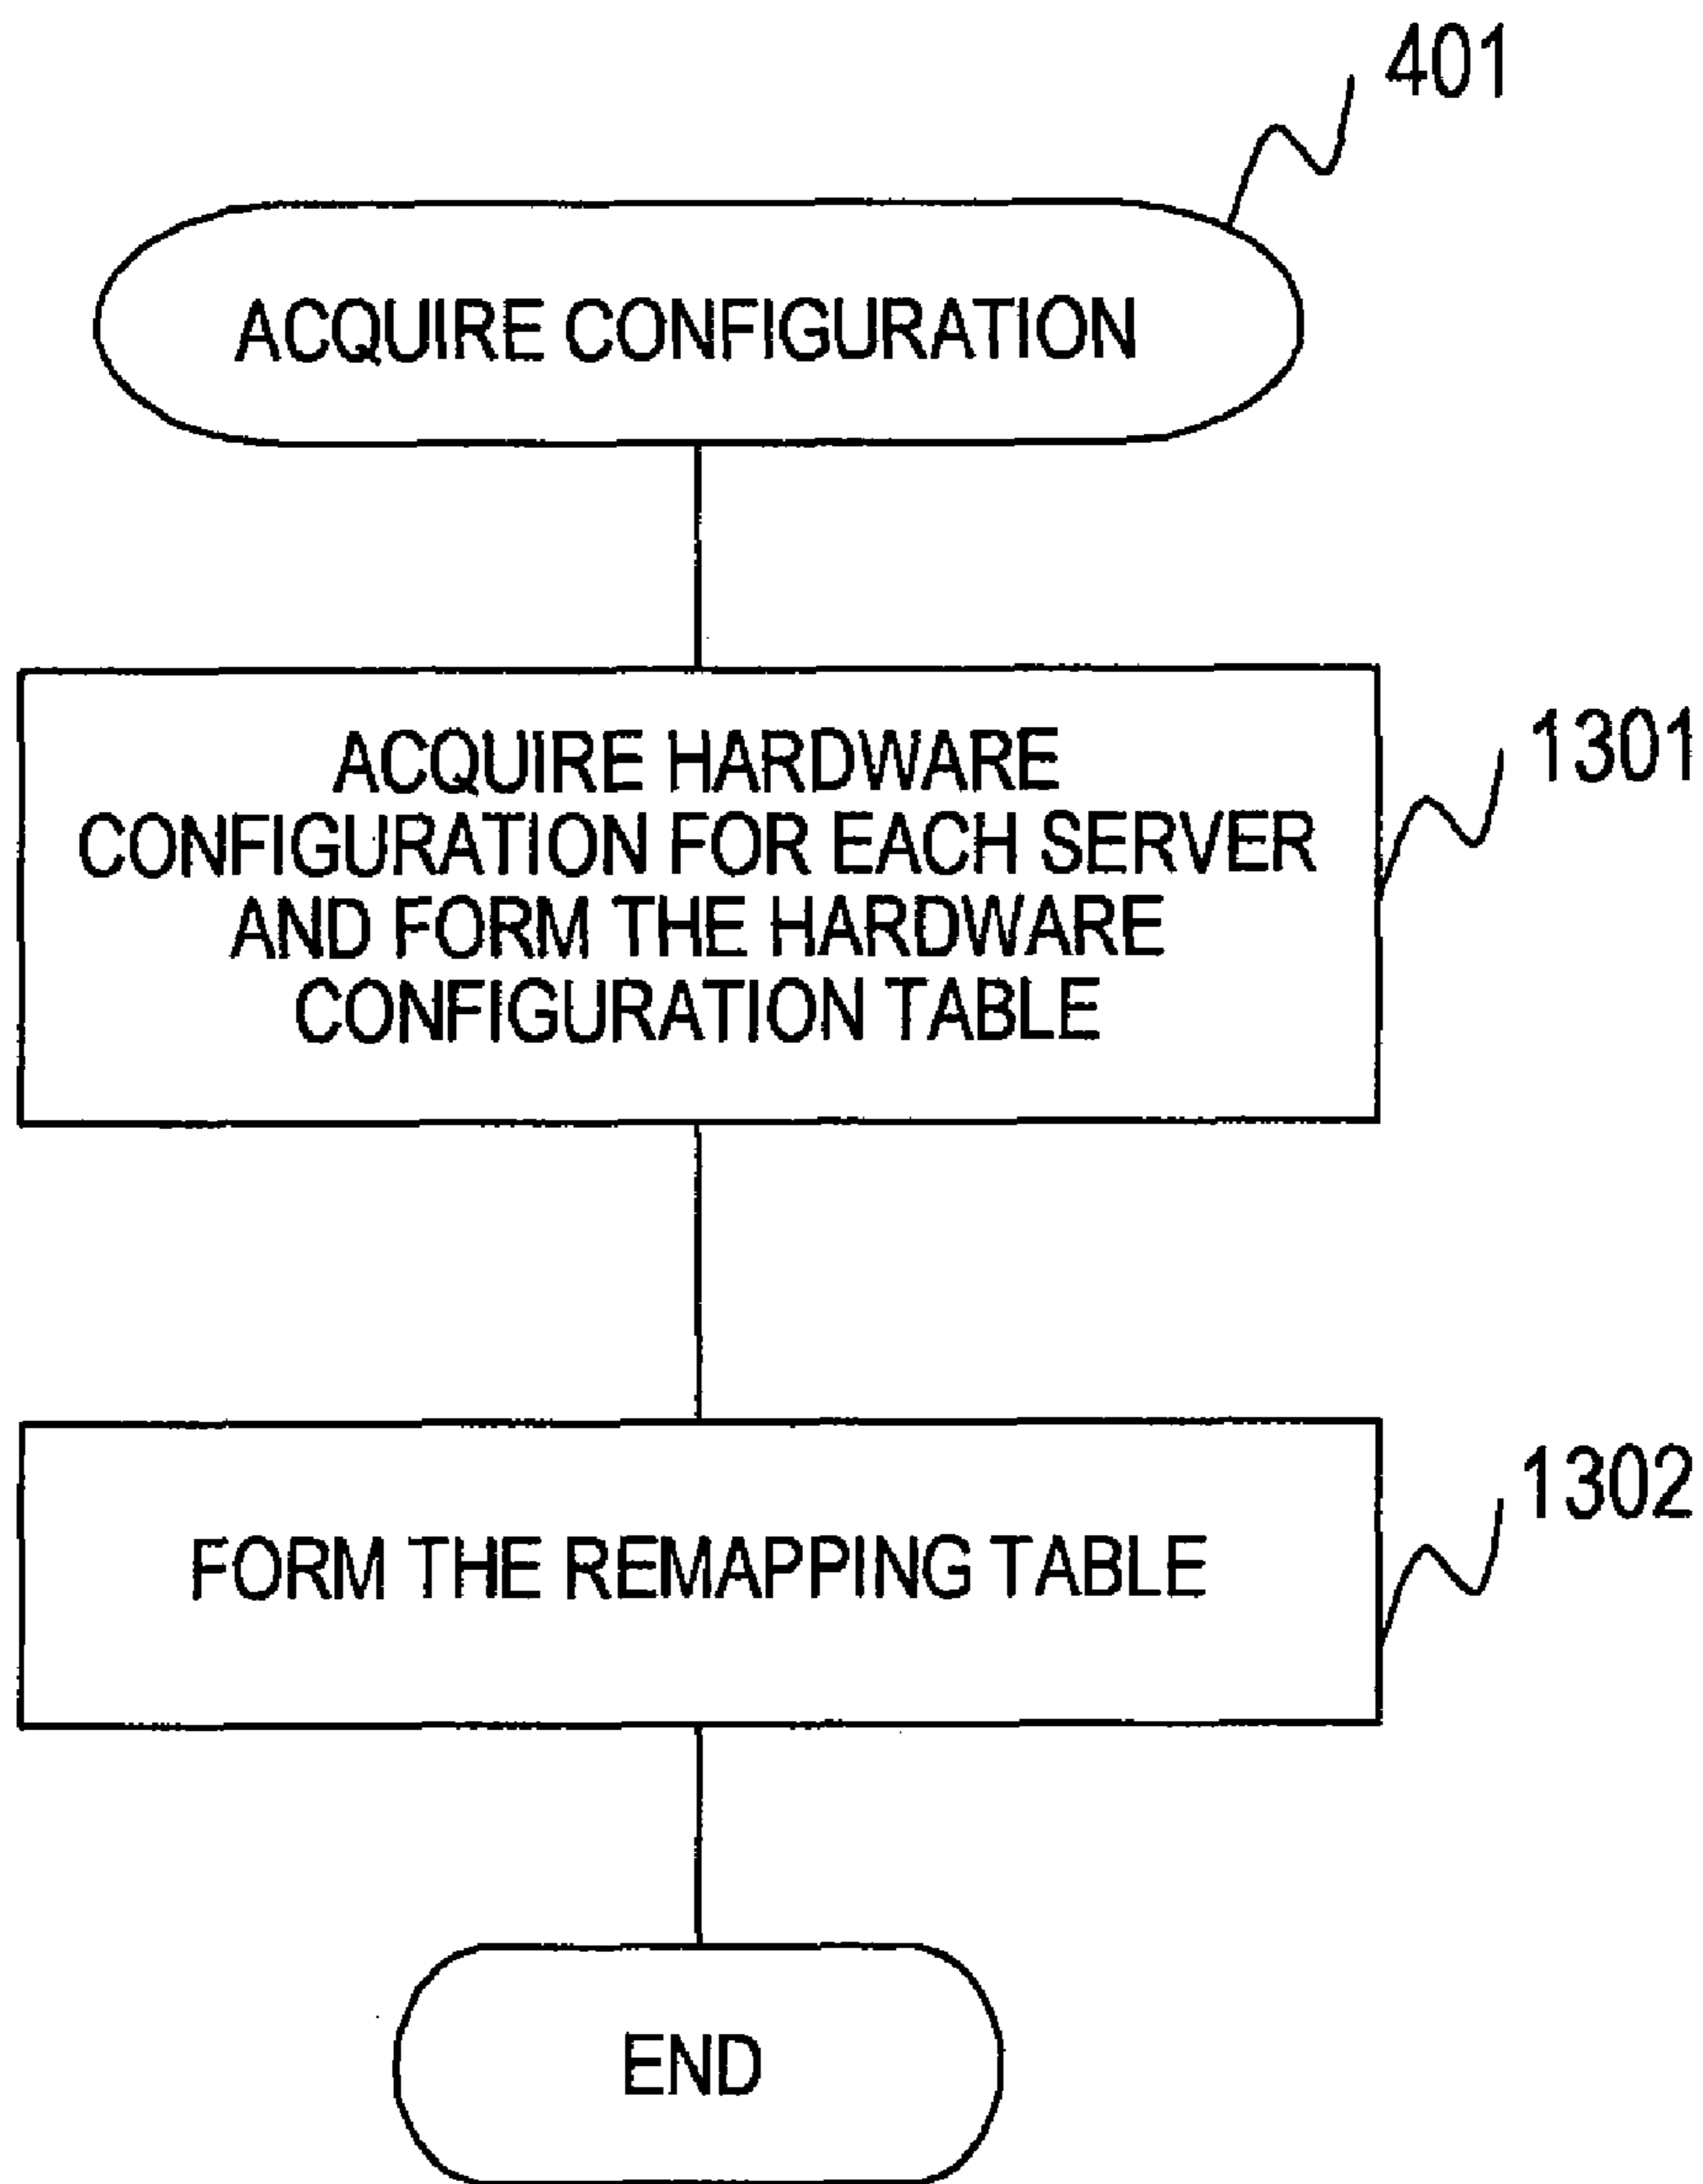 401
ACQUIRE CONFIGURATION
1301
ACQUIRE HARDWARE
CONFIGURATION FOR EACH SERVER
AND FORM THE HARDWARE
CONFIGURATION TABLE
1302
FORM THE REMAPPING TABLE
END